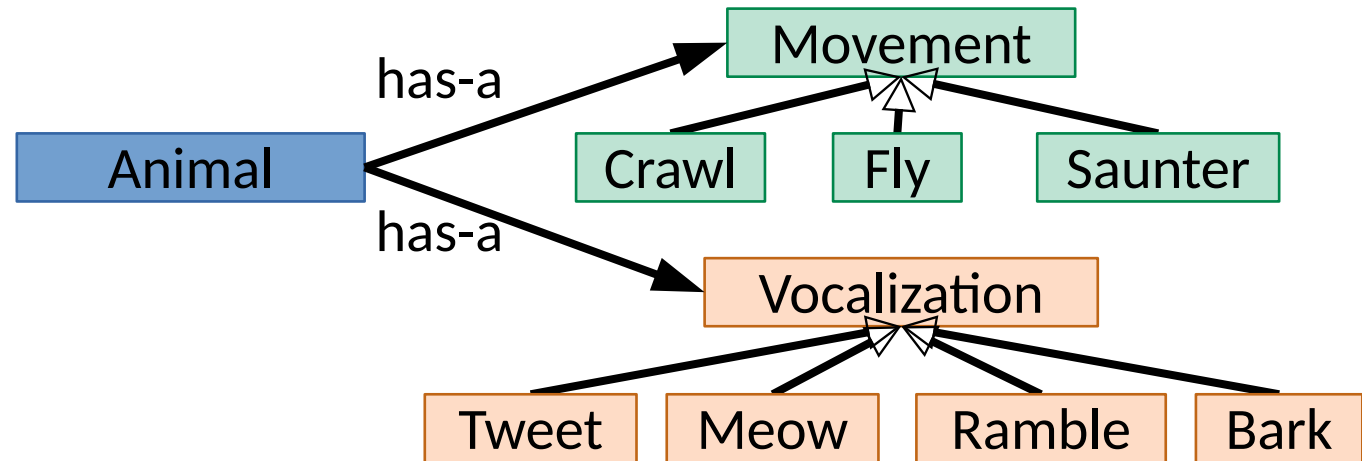 Movement
has-a
Animal
Crawl
Fly
Saunter
has-a
Vocalization
Tweet
Meow
Ramble
Bark